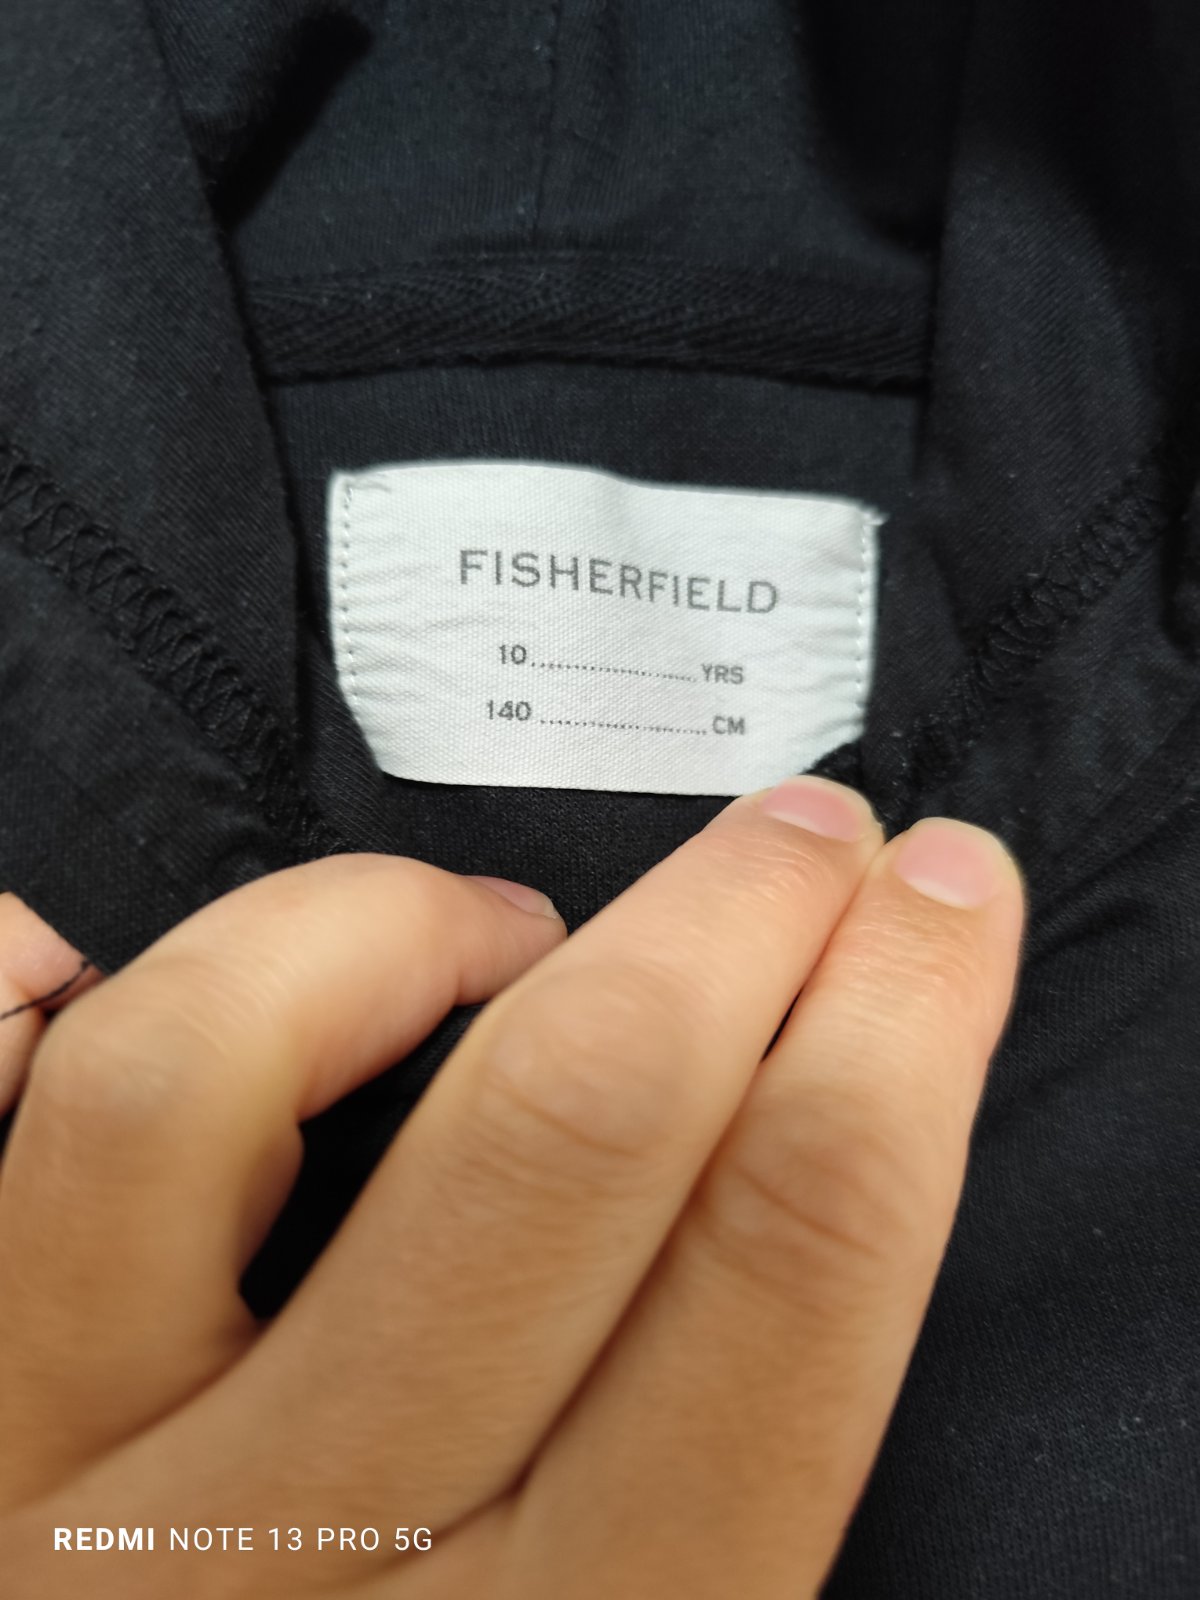 FISHERFIELD
10....................YRS
140....................CM
REDMI NOTE 13 PRO 5G